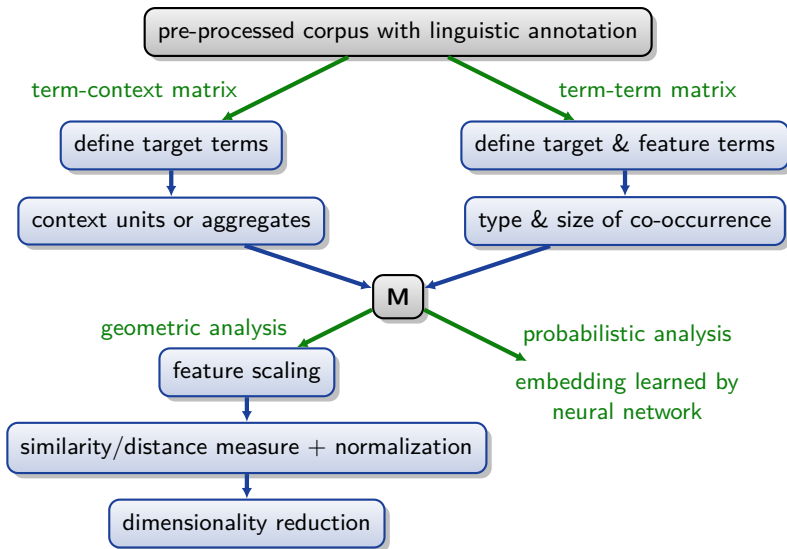 pre-processed corpus with linguistic annotation
term-context matrix
term-term matrix
define target terms
define target & feature terms
context units or aggregates
type & size of co-occurrence
M
geometric analysis
probabilistic analysis
feature scaling
embedding learned by
neural network
similarity/distance measure + normalization
dimensionality reduction